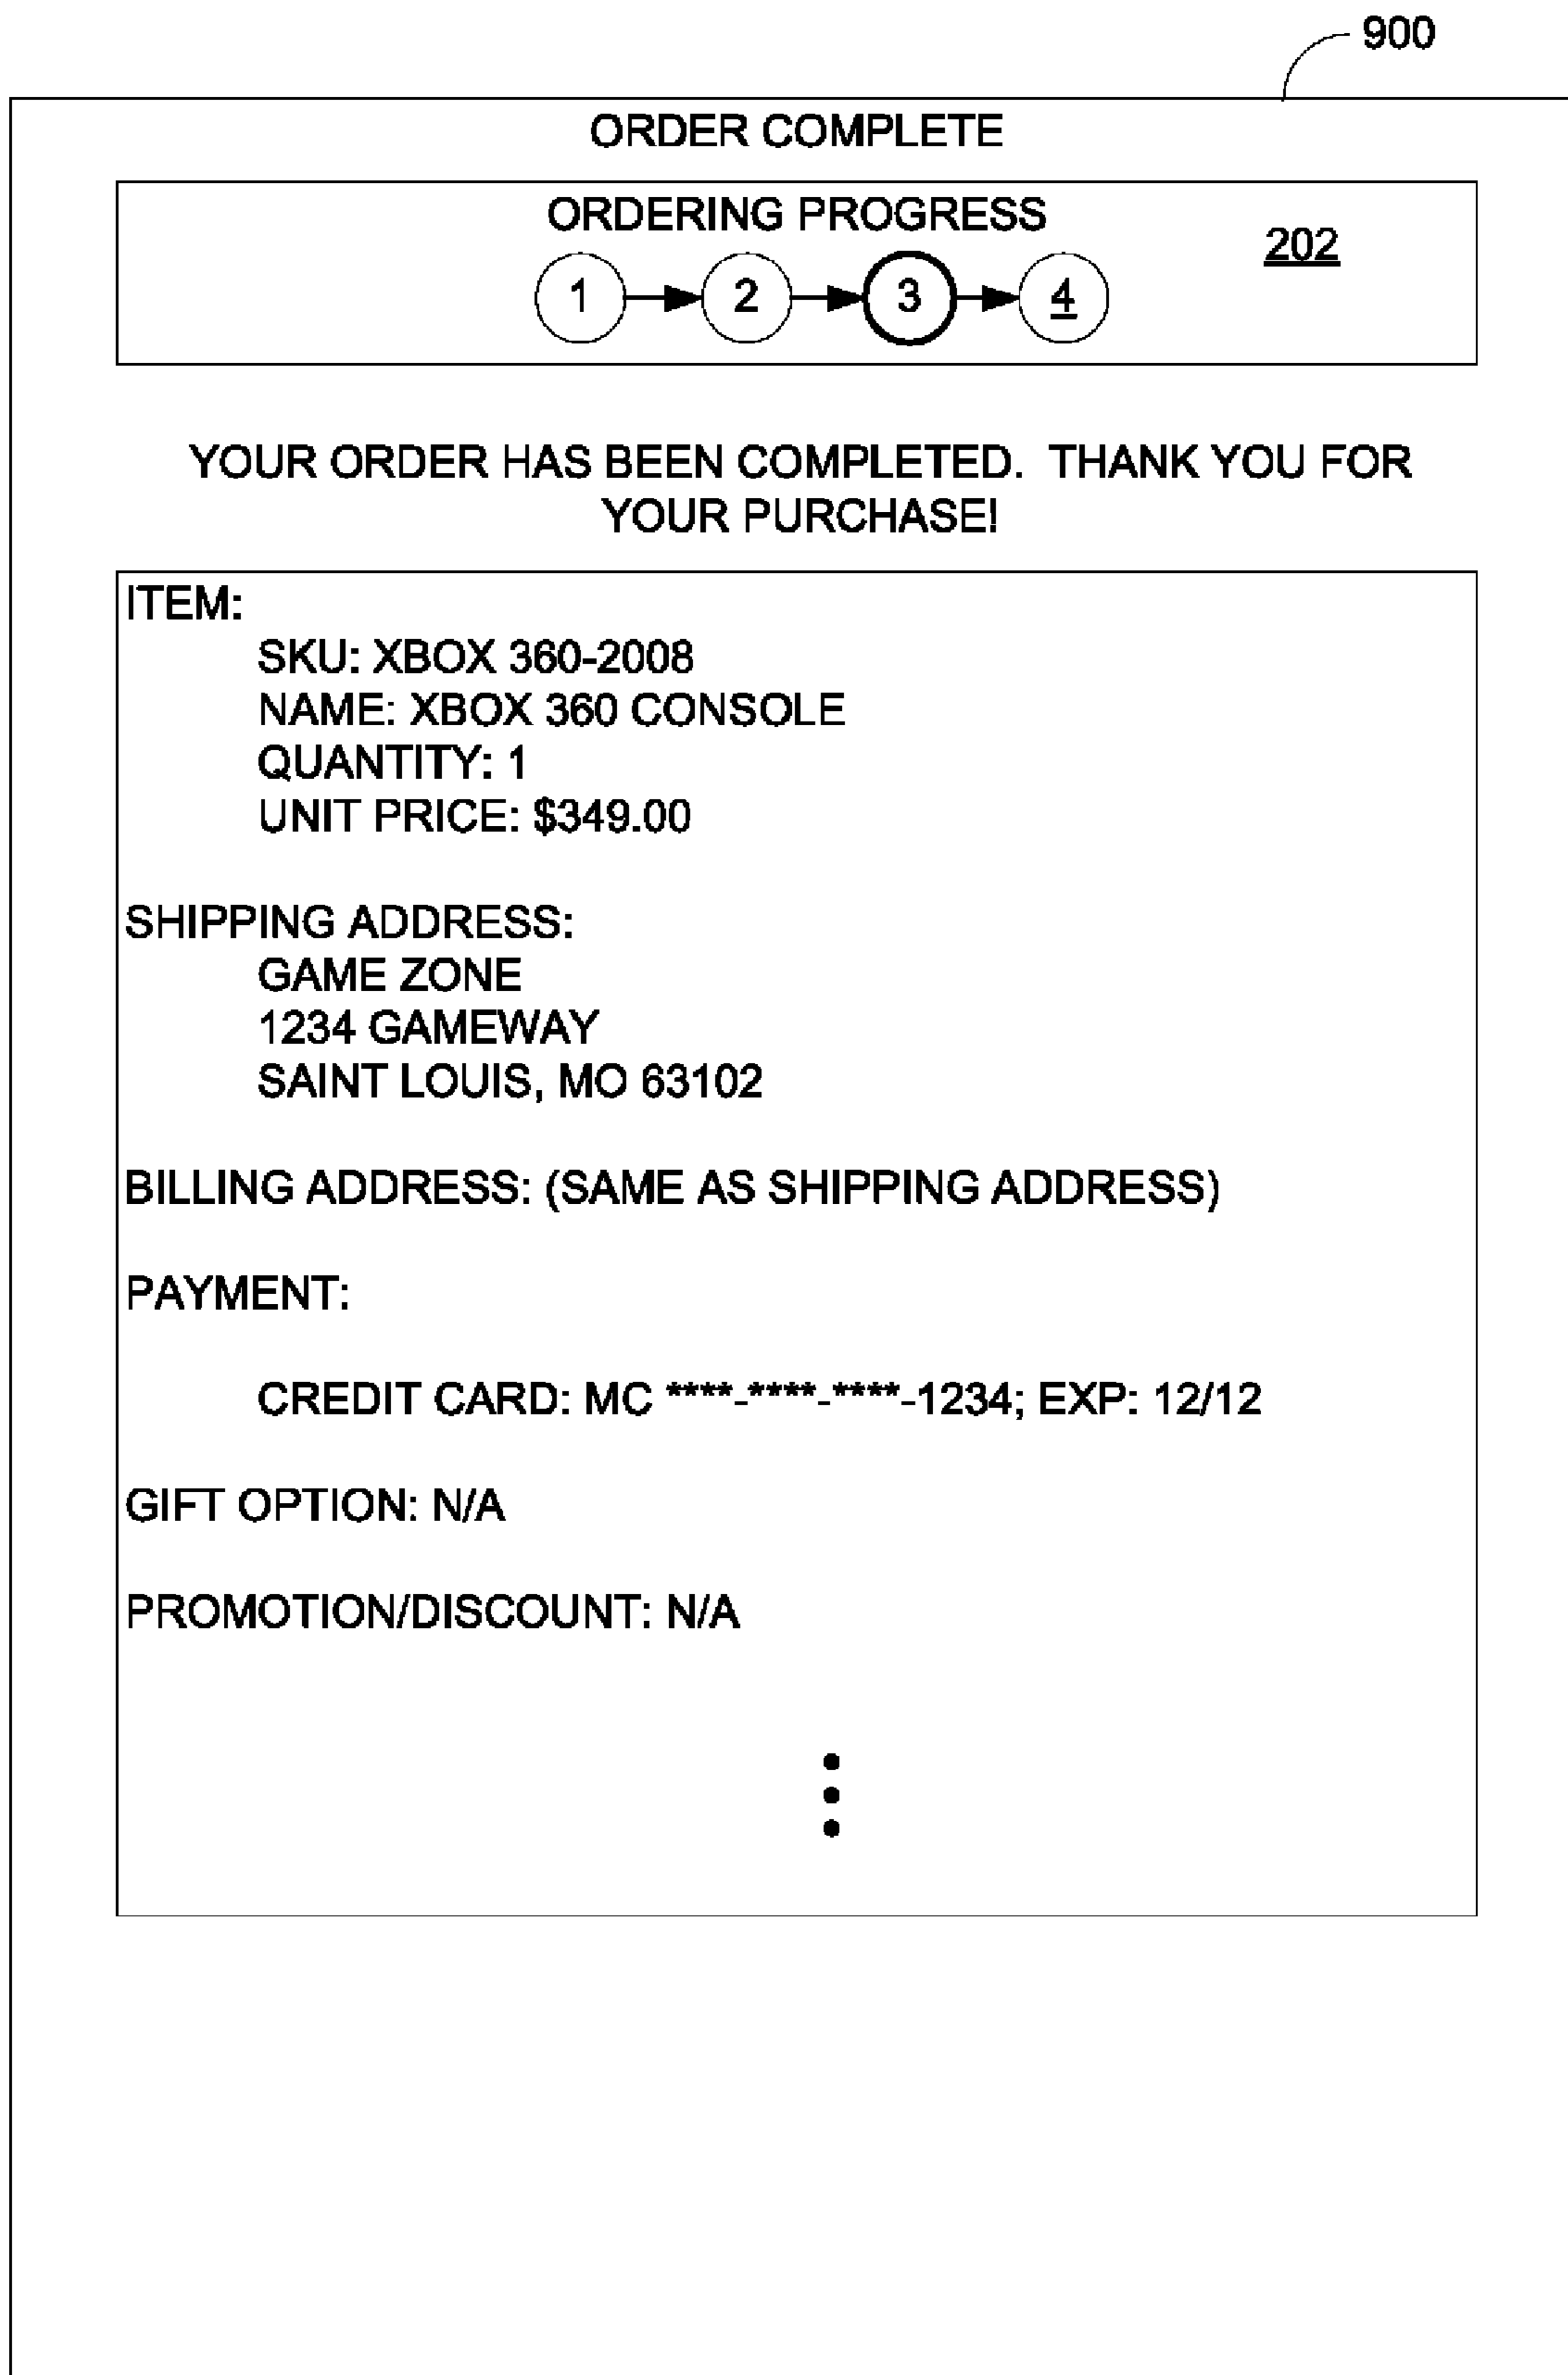 900
ORDER COMPLETE
ORDERING PROGRESS
202
1 2 3 4
YOUR ORDER HAS BEEN COMPLETED. THANK YOU FOR
YOUR PURCHASE!
ITEM:
SKU: XBOX 360-2008
NAME: XBOX 360 CONSOLE
QUANTITY: 1
UNIT PRICE: $349.00
SHIPPING ADDRESS:
GAME ZONE
1234 GAMEWAY
SAINT LOUIS, MO 63102
BILLING ADDRESS: (SAME AS SHIPPING ADDRESS)
PAYMENT:
CREDIT CARD: MC ****-****-****-1234; EXP: 12/12
GIFT OPTION: N/A
PROMOTION/DISCOUNT: N/A